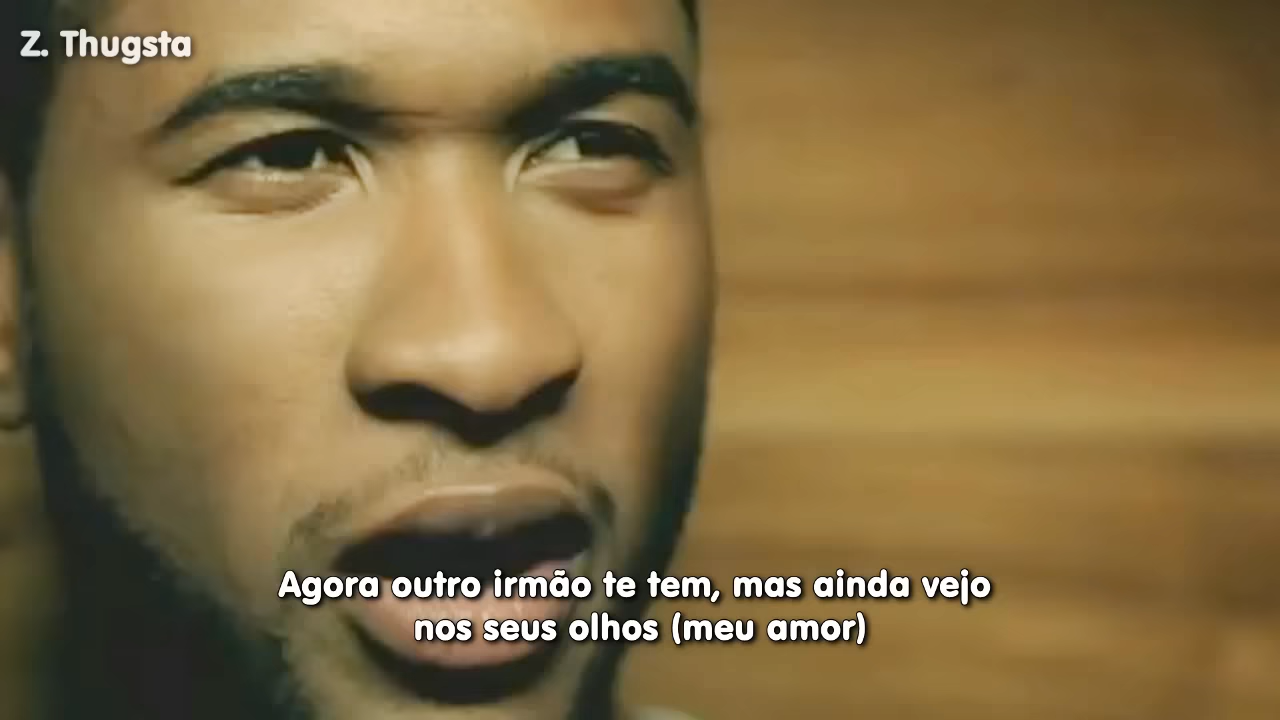 Z. Thugsta
Agora outro irmão te tem, mas ainda vejo
nos seus olhos (meu amor)